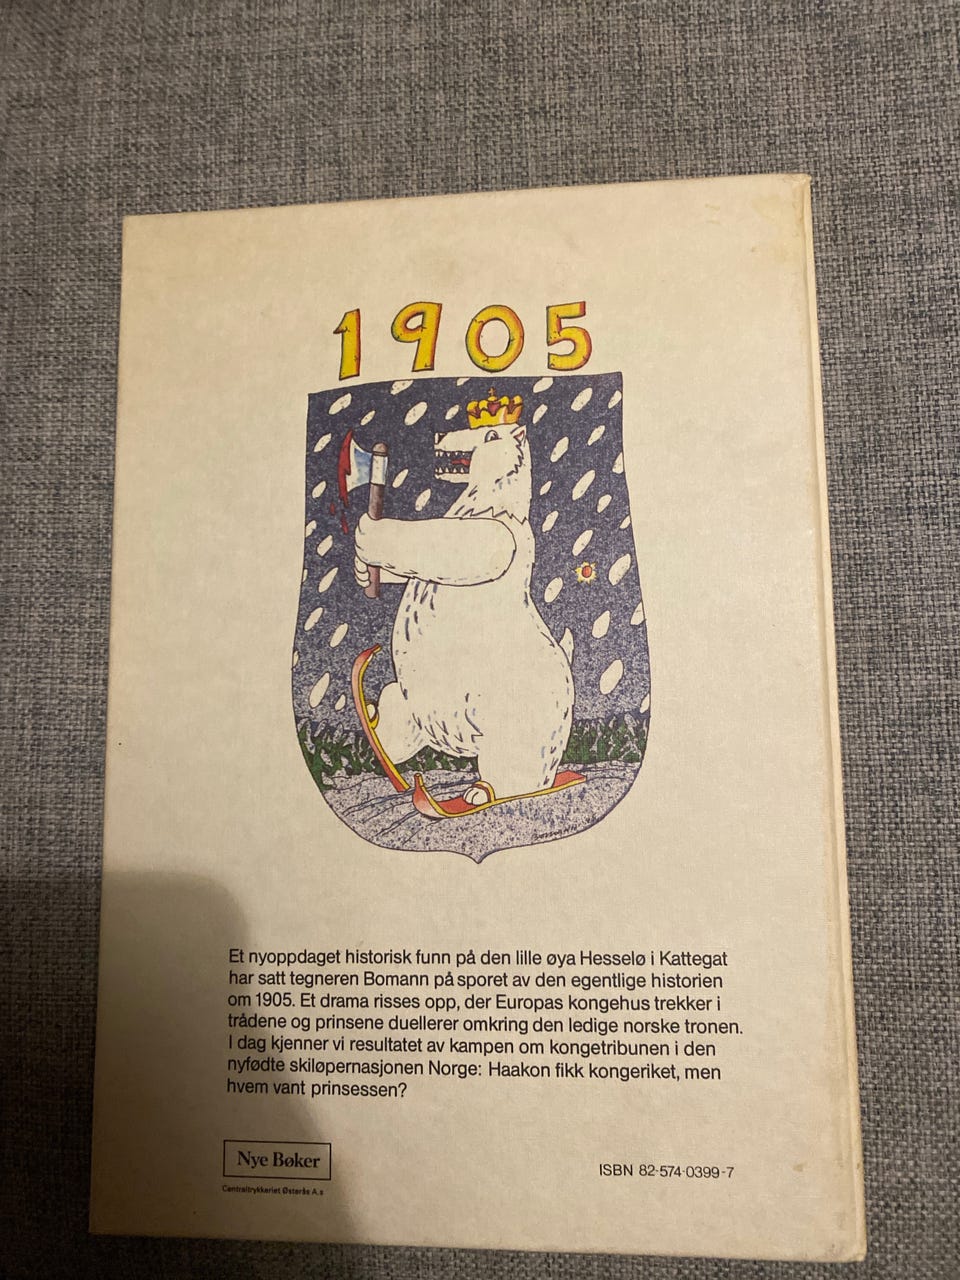 1905
Bomann
Et nyoppdaget historisk funn på den lille øya Hesselø i Kattegat
har satt tegneren Bomann på sporet av den egentlige historien
om 1905. Et drama risses opp, der Europas kongehus trekker i
trådene og prinsene duellerer omkring den ledige norske tronen.
I dag kjenner vi resultatet av kampen om kongetribunen i den
nyfødte skiløpernasjonen Norge: Haakon fikk kongeriket, men
hvem vant prinsessen?
Nye Bøker
Centraltrykkeriet Østerås A.s
ISBN 82-574-0399-7